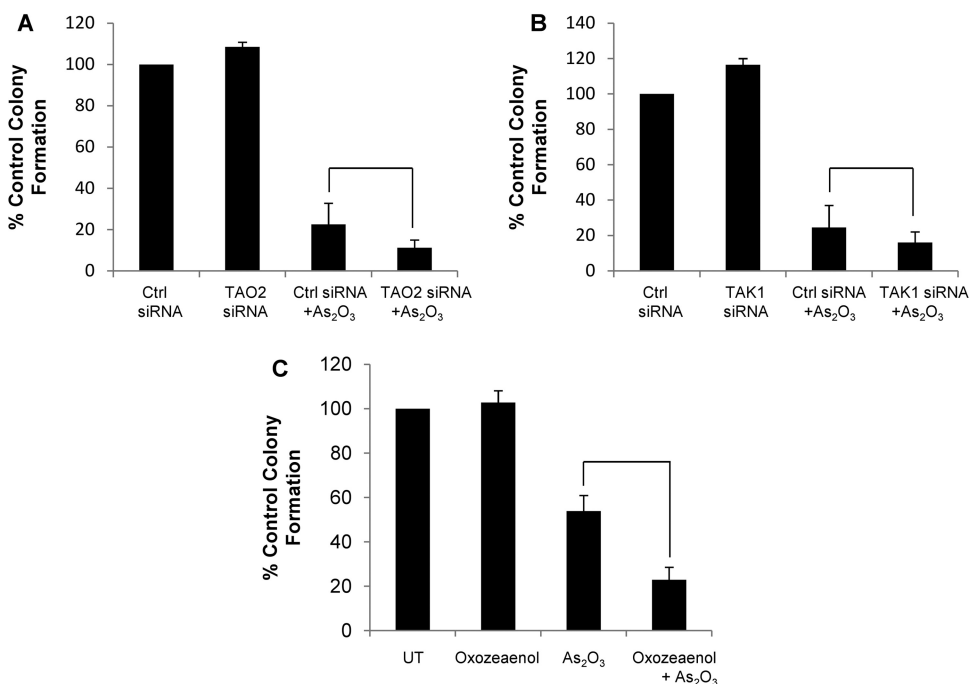 A
% Control Colony
Formation
120
100
80
60
40
20
0
Ctrl
siRNA
TAO2
siRNA
Ctrl siRNA
+As₂O₃
TAO2 siRNA
+As₂O₃
B
% Control Colony
Formation
140
120
100
80
60
40
20
0
Ctrl
siRNA
TAK1
siRNA
Ctrl siRNA
+As₂O₃
TAK1 siRNA
+As₂O₃
C
% Control Colony
Formation
120
100
80
60
40
20
0
UT
Oxozeaenol
As₂O₃
Oxozeaenol
+ As₂O₃